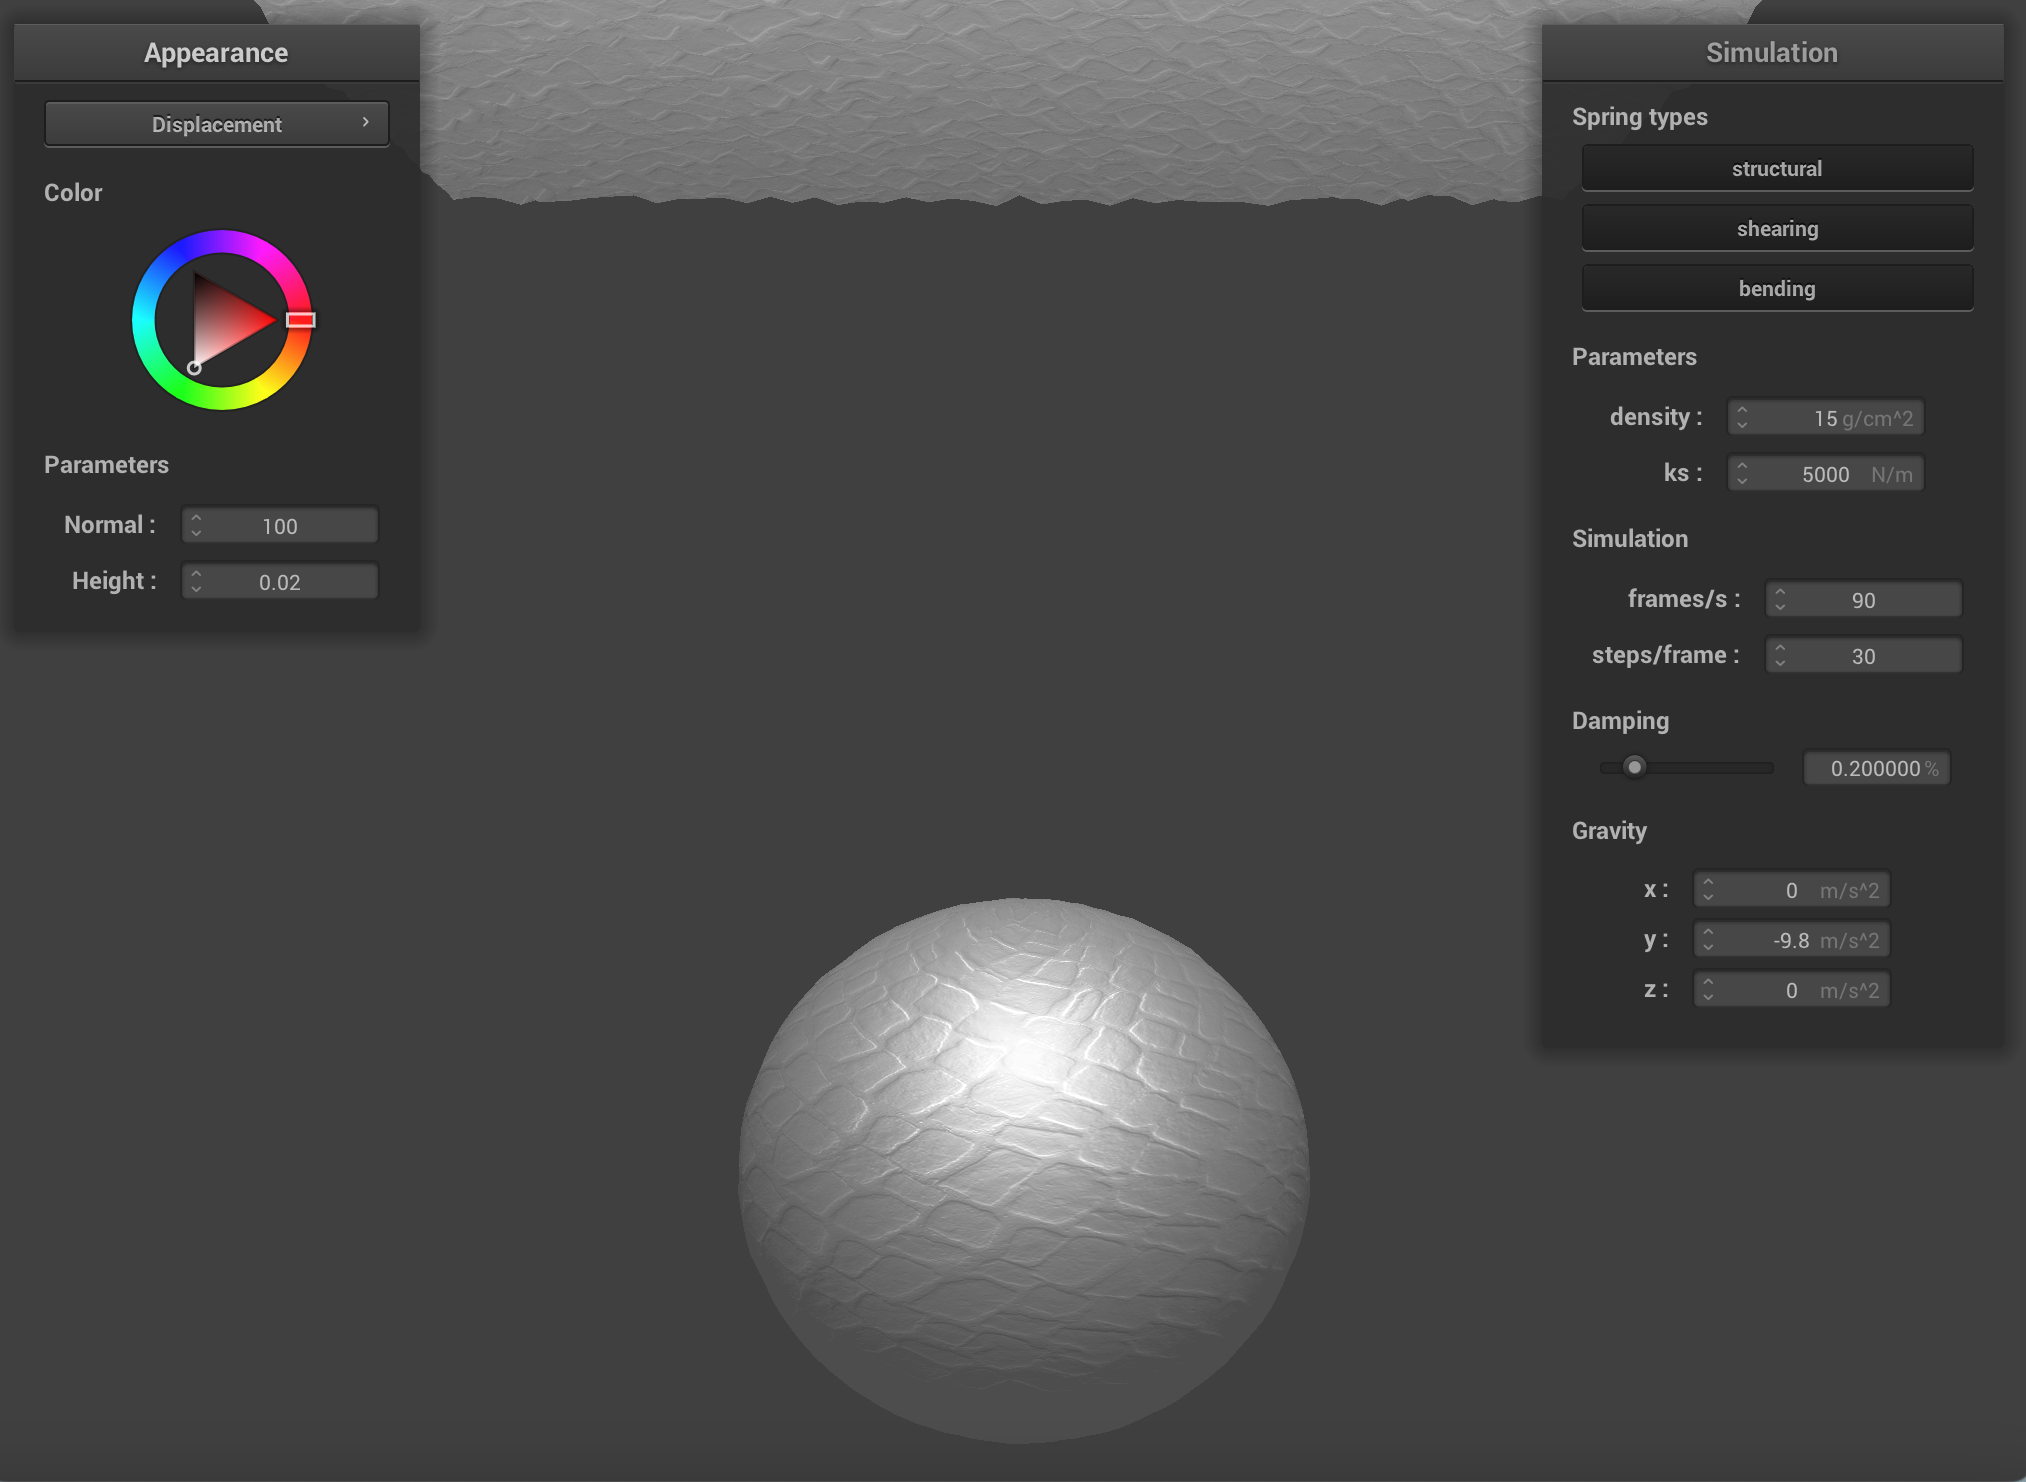 Appearance
Displacement
Color
Parameters
Normal : 100
Height : 0.02
Simulation
Spring types
structural
shearing
bending
Parameters
density : 15 g/cm^2
ks : 5000 N/m
Simulation
frames/s : 90
steps/frame : 30
Damping
0.200000 %
Gravity
x : 0 m/s^2
y : -9.8 m/s^2
z : 0 m/s^2